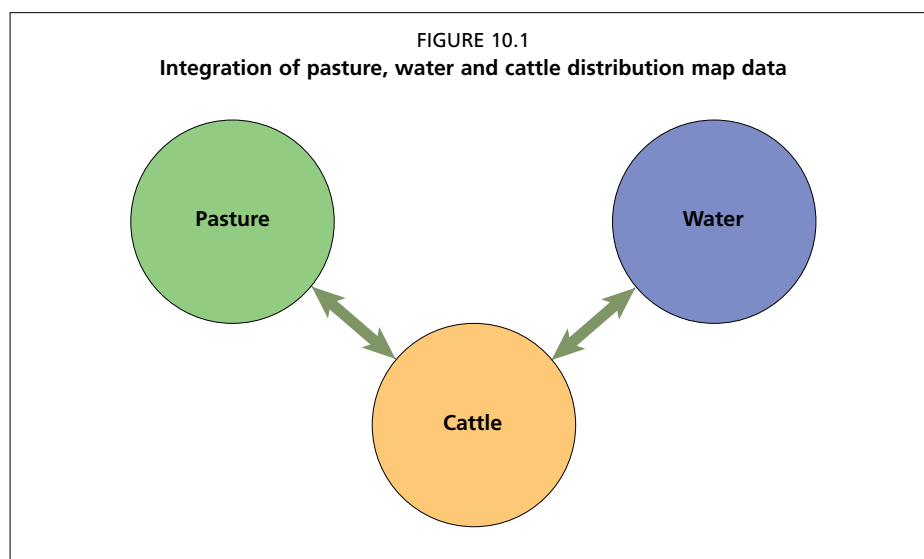 FIGURE 10.1
Integration of pasture, water and cattle distribution map data
Pasture
Water
Cattle